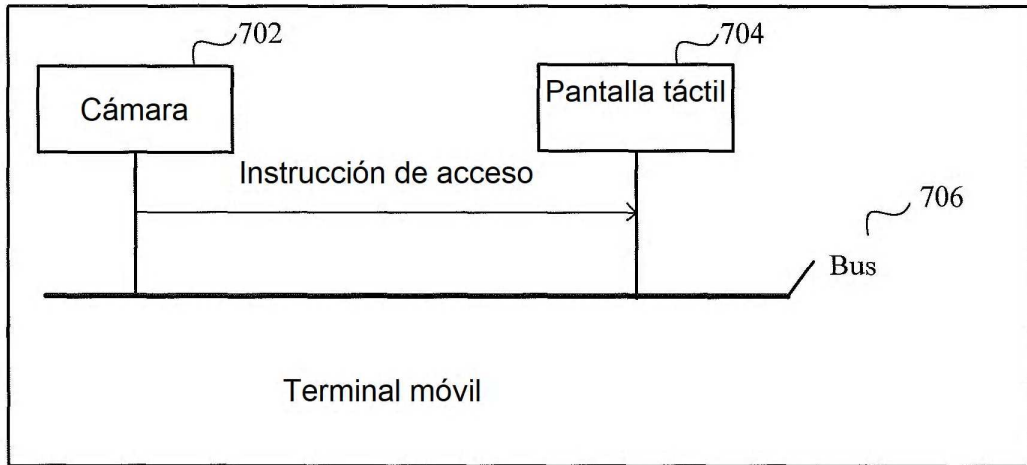 702
704
Cámara
Pantalla táctil
Instrucción de acceso
706
Bus
Terminal móvil